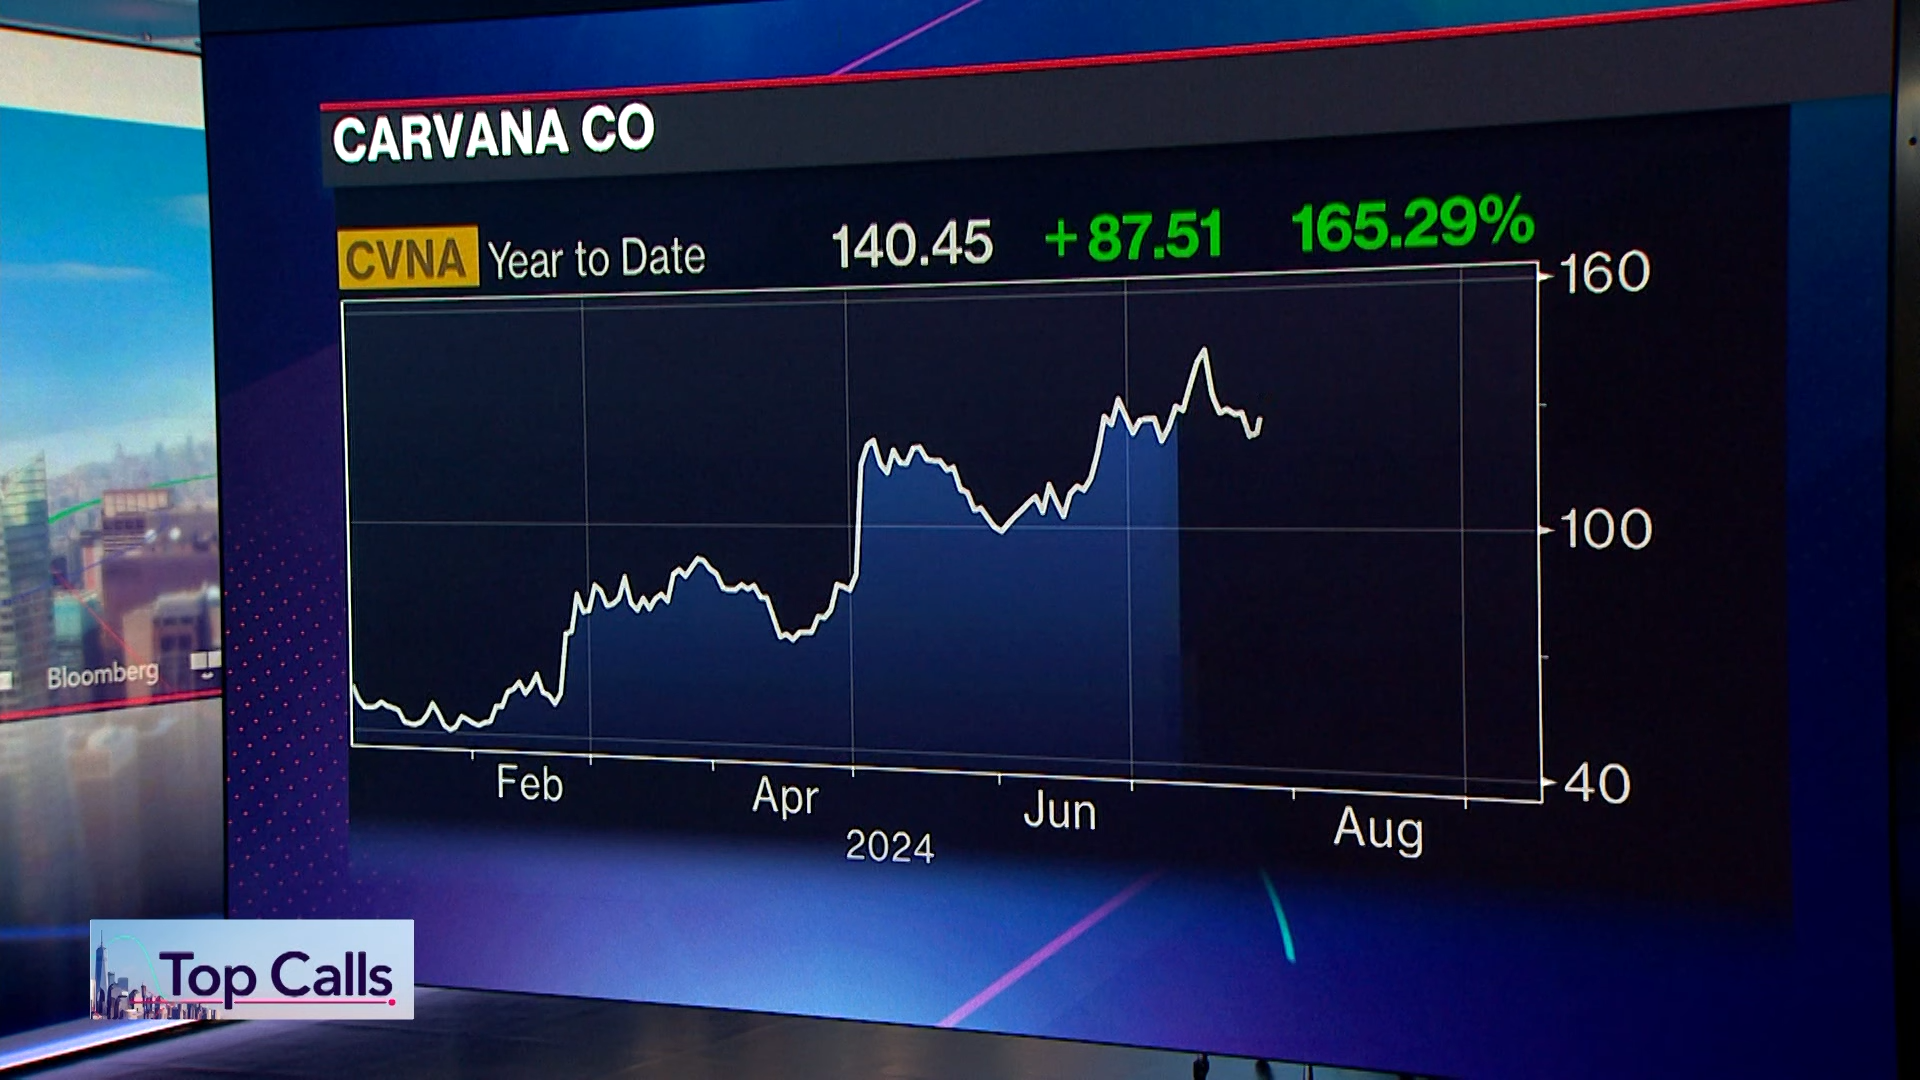 CARVANA CO
CVNA Year to Date 140.45 +87.51 165.29%
160
100
40
Feb Apr Jun Aug
2024
Bloomberg
Top Calls